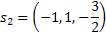 s₂ = (−1, 1, −3/2)